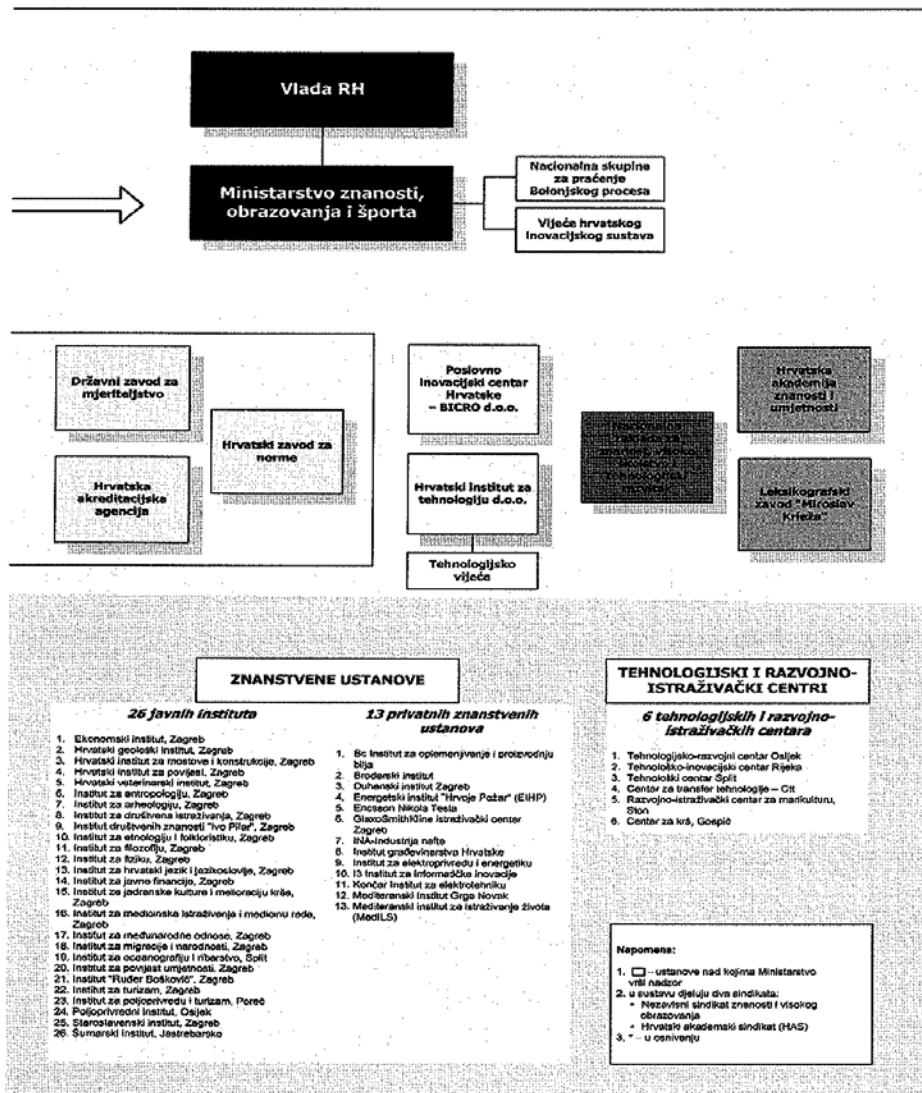 Vlada RH
Ministarstvo znanosti,
obrazovanja i športa
Nacionalna skupine
za praćenje
Bolonjskog procesa
Vijeće hrvatskog
Inovacijskog sustava
Državni zavod za
mjeriteljstvo
Hrvatska
akreditacijska
agencija
Hrvatski zavod za
norme
Poslovno
inovacijski centar
Hrvatske
– BICRO d.o.o.
Hrvatski institut za
tehnologiju d.o.o.
Tehnologijsko
vijeće
Nacionalna
zaklada za
znanost, visoko
školstvo
i tehnologijski
razvoj
Hrvatska
akademija
znanosti i
umjetnosti
Leksikografski
zavod "Miroslav
Krleža"
ZNANSTVENE USTANOVE
26 javnih instituta
1. Ekonomski institut, Zagreb
2. Hrvatski geološki institut, Zagreb
3. Hrvatski institut za mostove i konstrukcije, Zagreb
4. Hrvatski institut za povijest, Zagreb
5. Hrvatski veterinarski institut, Zagreb
6. Institut za antropologiju, Zagreb
7. Institut za arheologiju, Zagreb
8. Institut za društvena istraživanja, Zagreb
9. Institut društvenih znanosti "Ivo Pilar", Zagreb
10. Institut za etnologiju i folkloristiku, Zagreb
11. Institut za filozofiju, Zagreb
12. Institut za fiziku, Zagreb
13. Institut za hrvatski jezik i jezikoslovlje, Zagreb
14. Institut za javne financije, Zagreb
15. Institut za jadranske kulture i melioraciju krša,
Zagreb
16. Institut za medicinska istraživanja i medicinu rada,
Zagreb
17. Institut za međunarodne odnose, Zagreb
18. Institut za migracije i narodnosti, Zagreb
19. Institut za oceanografiju i ribarstvo, Split
20. Institut za povijest umjetnosti, Zagreb
21. Institut "Ruđer Bošković", Zagreb
22. Institut za turizam, Zagreb
23. Institut za poljoprivredu i turizam, Poreč
24. Poljoprivredni institut, Osijek
25. Staroslavenski institut, Zagreb
26. Šumarski institut, Jastrebarsko
13 privatnih znanstvenih
ustanova
1. Bc Institut za oplemenjivanje i proizvodnju
bilja
2. Brodarski institut
3. Duhanski institut Zagreb
4. Energetski institut "Hrvoje Požar" (EIHP)
5. Ericsson Nikola Tesla
6. GlaxoSmithKline istraživački centar
Zagreb
7. INA-Industrija nafte
8. Institut građevinarstva Hrvatske
9. Institut za elektroprivredu i energetiku
10. I3 Institut za informatičke inovacije
11. Končar Institut za elektrotehniku
12. Mediteranski institut Grga Novak
13. Mediteranski institut za istraživanje života
(MedILS)
TEHNOLOGIJSKI I RAZVOJNO-
ISTRAŽIVAČKI CENTRI
6 tehnologijskih i razvojno-
istraživačkih centara
1. Tehnologijsko-razvojni centar Osijek
2. Tehnološko-inovacijski centar Rijeka
3. Tehnološki centar Split
4. Centar za transfer tehnologije – Ctt
5. Razvojno-istraživački centar za marikulturu,
Ston
6. Centar za krš, Gospić
Napomena:
1. – ustanove nad kojima Ministarstvo
vrši nadzor
2. u sustavu djeluju dva sindikata:
• Nezavisni sindikat znanosti i visokog
obrazovanja
• Hrvatski akademski sindikat (HAS)
3. * – u osnivanju